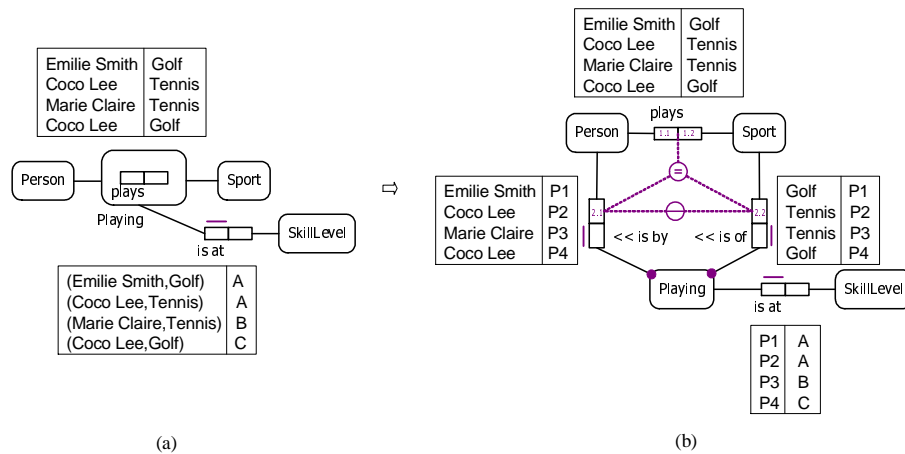 Emilie Smith Golf
Coco Lee Tennis
Marie Claire Tennis
Coco Lee Golf
Person
plays
Sport
Playing
is at
SkillLevel
(Emilie Smith,Golf) A
(Coco Lee,Tennis) A
(Marie Claire,Tennis) B
(Coco Lee,Golf) C
(a)
⇨
Emilie Smith Golf
Coco Lee Tennis
Marie Claire Tennis
Coco Lee Golf
plays
Person
1.1 1.2
Sport
=
Emilie Smith P1
Coco Lee P2
Marie Claire P3
Coco Lee P4
2.1
<< is by
2.2
<< is of
Golf P1
Tennis P2
Tennis P3
Golf P4
Playing
is at
SkillLevel
P1 A
P2 A
P3 B
P4 C
(b)